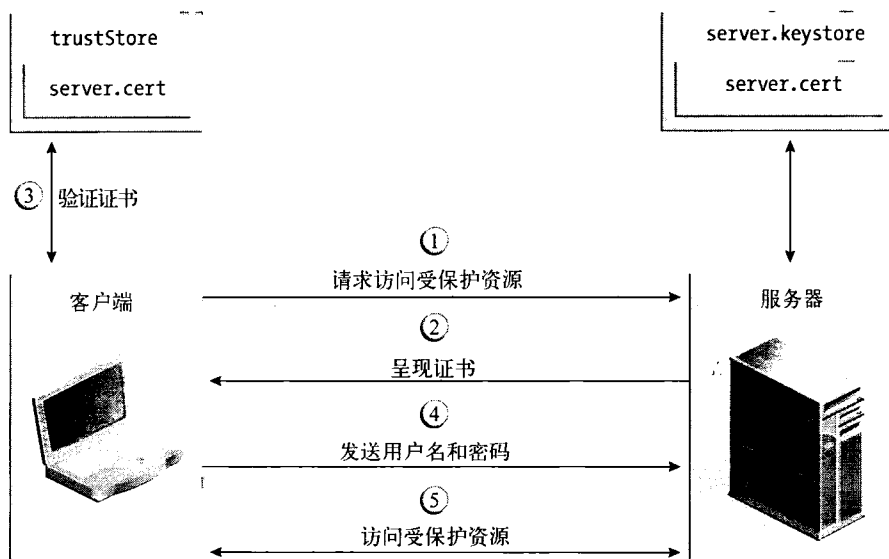 trustStore
server.cert
server.keystore
server.cert
③ 验证证书
①
请求访问受保护资源
客户端
服务器
②
呈现证书
④
发送用户名和密码
⑤
访问受保护资源